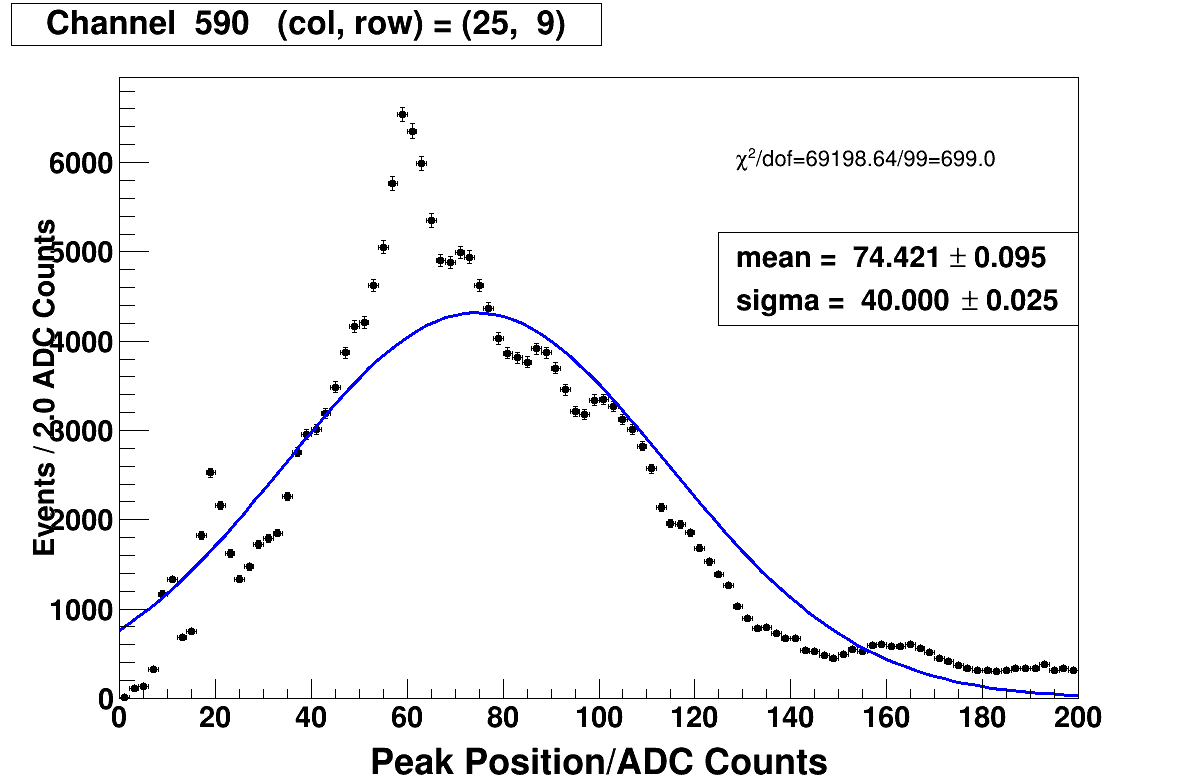 Channel 590 (col, row) = (25, 9)
χ²/dof=69198.64/99=699.0
mean = 74.421 ± 0.095
sigma = 40.000 ± 0.025
Events / 2.0 ADC Counts
6000
5000
4000
3000
2000
1000
0
0 20 40 60 80 100 120 140 160 180 200
Peak Position/ADC Counts